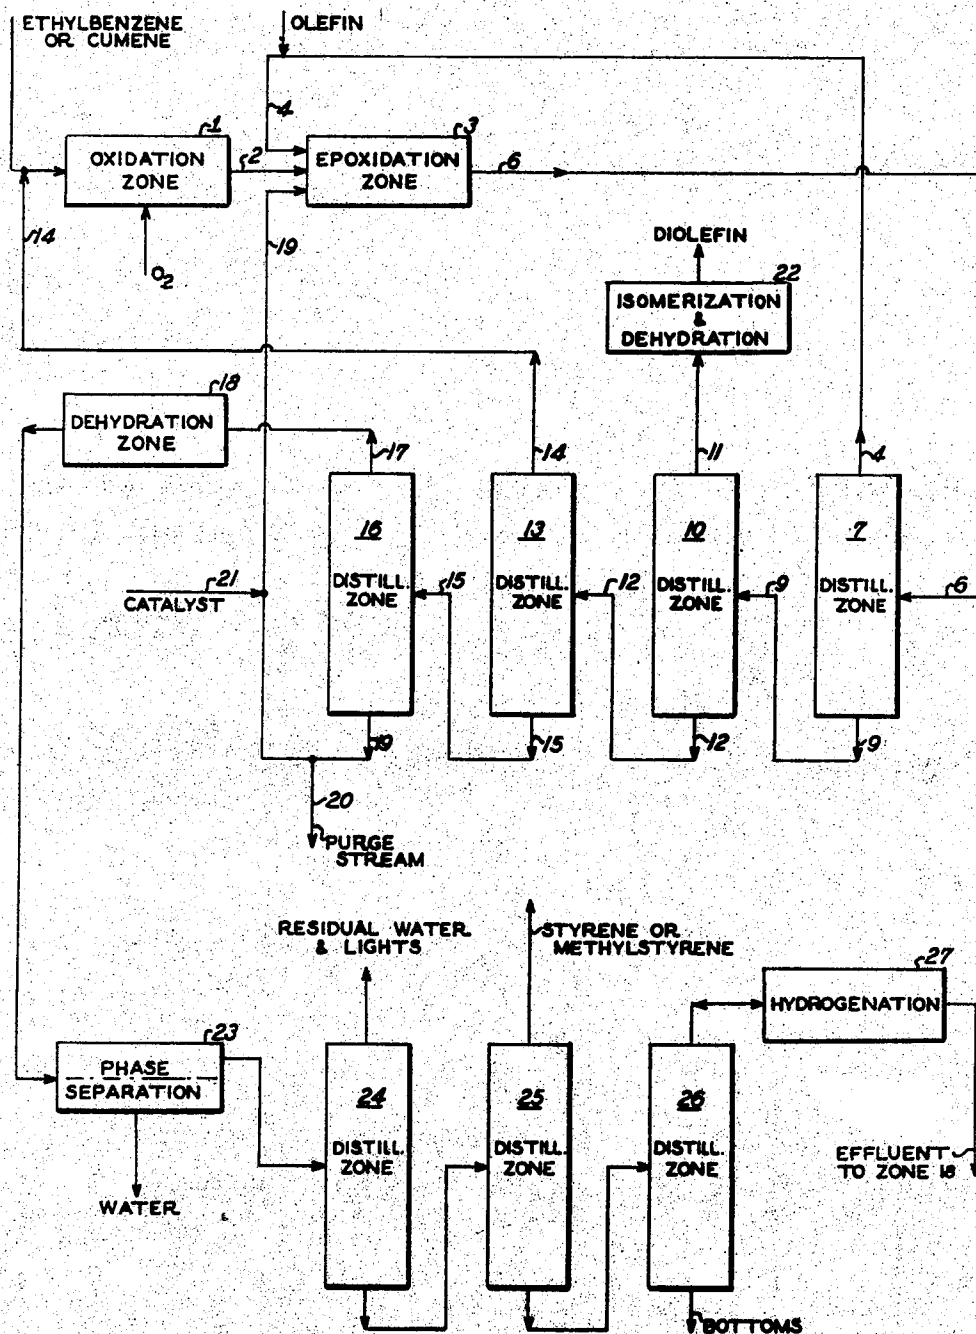 ETHYLBENZENE
OR CUMENE
OLEFIN
1
OXIDATION
ZONE
2
4
3
EPOXIDATION
ZONE
6
14
O2
19
DIOLEFIN
22
ISOMERIZATION
&
DEHYDRATION
18
DEHYDRATION
ZONE
17
14
11
4
16
DISTILL.
ZONE
13
DISTILL.
ZONE
10
DISTILL.
ZONE
7
DISTILL.
ZONE
21
CATALYST
15
12
9
6
19
15
12
9
20
PURGE
STREAM
RESIDUAL WATER
& LIGHTS
STYRENE OR
METHYLSTYRENE
27
HYDROGENATION
23
PHASE
SEPARATION
WATER
24
DISTILL.
ZONE
25
DISTILL.
ZONE
26
DISTILL.
ZONE
EFFLUENT
TO ZONE 18
BOTTOMS